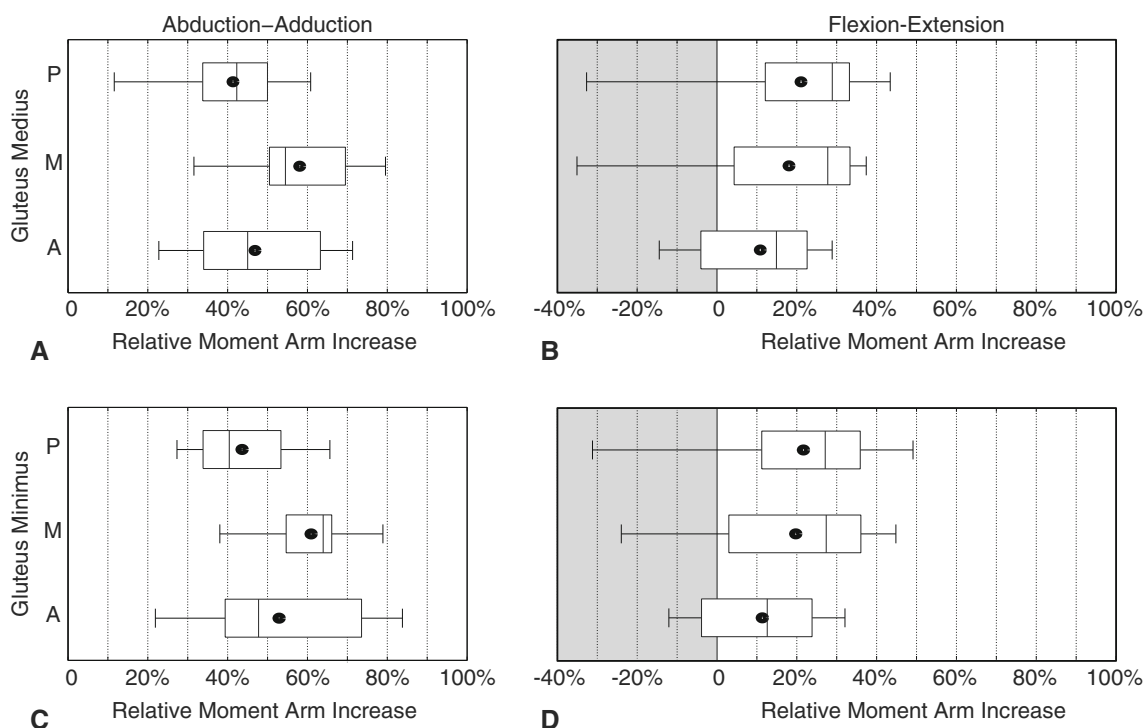 Abduction–Adduction
Flexion-Extension
Gluteus Medius
P
M
A
0 20% 40% 60% 80% 100%
-40% -20% 0 20% 40% 60% 80% 100%
Relative Moment Arm Increase
Relative Moment Arm Increase
A
B
Gluteus Minimus
P
M
A
0 20% 40% 60% 80% 100%
-40% -20% 0 20% 40% 60% 80% 100%
Relative Moment Arm Increase
Relative Moment Arm Increase
C
D